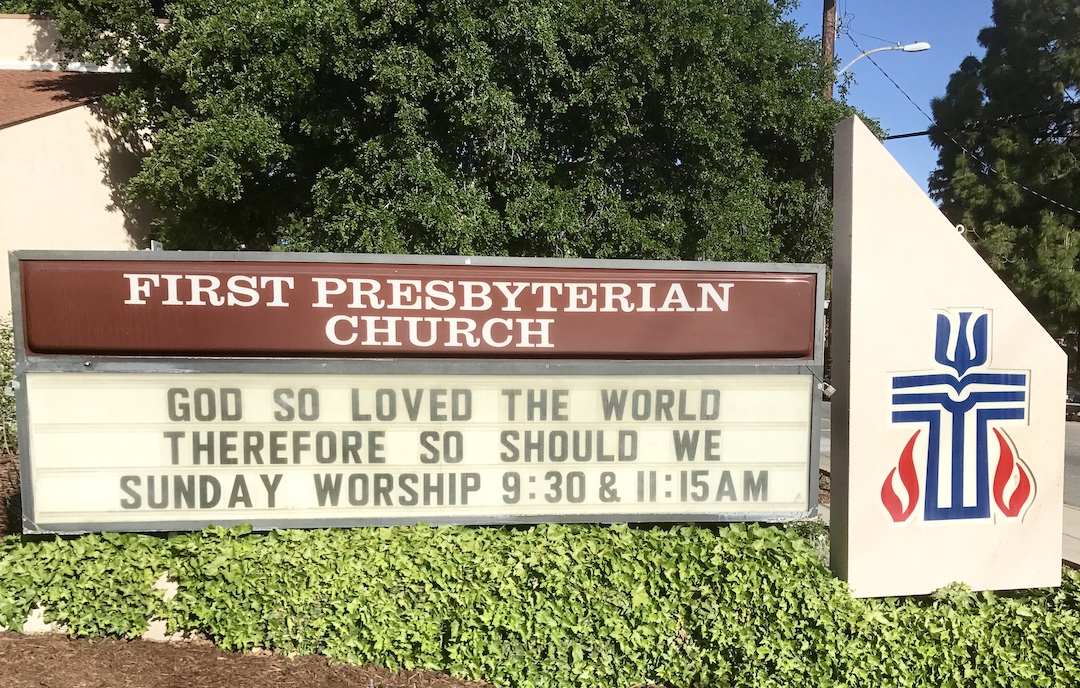 FIRST PRESBYTERIAN
CHURCH
GOD SO LOVED THE WORLD
THEREFORE SO SHOULD WE
SUNDAY WORSHIP 9:30 & 11:15AM